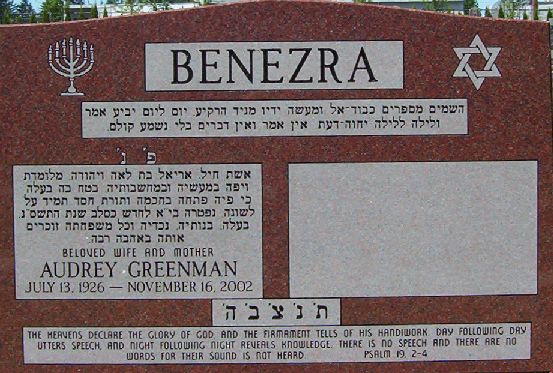 BENEZRA
השמים מספרים כבוד־אל ומעשה ידיו מגיד הרקיע. יום ליום יביע אמר
ולילה ללילה יחוה־דעת אין אמר ואין דברים בלי נשמע קולם.
פ׳ נ׳
אשת חיל, אריאל בת לאה ויהודה, מלומדת
ויפה במעשיה ובמחשבותיה בטח בה בעלה
כי פיה פתחה בחכמה ותורת חסד תמיד על
לשונה. נפטרה בי״א לחדש כסלב שנת התשס״ג.
בעלה, בנותיה, נכדיה וכל משפחתה זוכרים
אותה באהבה רבה.
BELOVED WIFE AND MOTHER
AUDREY GREENMAN
JULY 13, 1926 — NOVEMBER 16, 2002
ת׳ נ׳ צ׳ ב׳ ה׳
THE HEAVENS DECLARE THE GLORY OF GOD, AND THE FIRMAMENT TELLS OF HIS HANDIWORK. DAY FOLLOWING DAY
UTTERS SPEECH, AND NIGHT FOLLOWING NIGHT REVEALS KNOWLEDGE. THERE IS NO SPEECH AND THERE ARE NO
WORDS FOR THEIR SOUND IS NOT HEARD. PSALM 19, 2-4